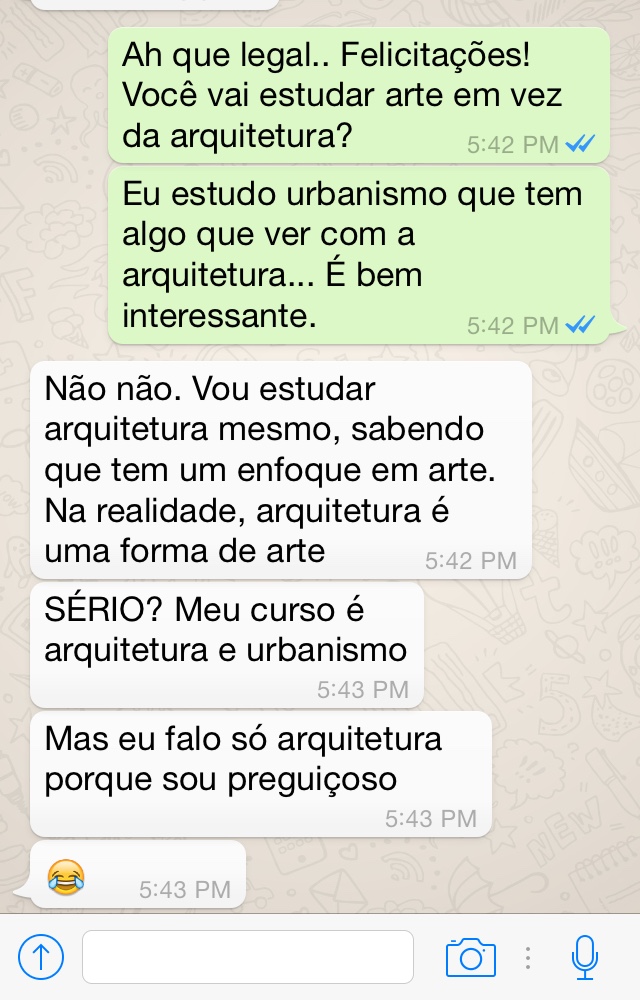 Ah que legal.. Felicitações!
Você vai estudar arte em vez
da arquitetura?
5:42 PM
Eu estudo urbanismo que tem
algo que ver com a
arquitetura... É bem
interessante.
5:42 PM
Não não. Vou estudar
arquitetura mesmo, sabendo
que tem um enfoque em arte.
Na realidade, arquitetura é
uma forma de arte
5:42 PM
SÉRIO? Meu curso é
arquitetura e urbanismo
5:43 PM
Mas eu falo só arquitetura
porque sou preguiçoso
5:43 PM
😂 5:43 PM
NEW